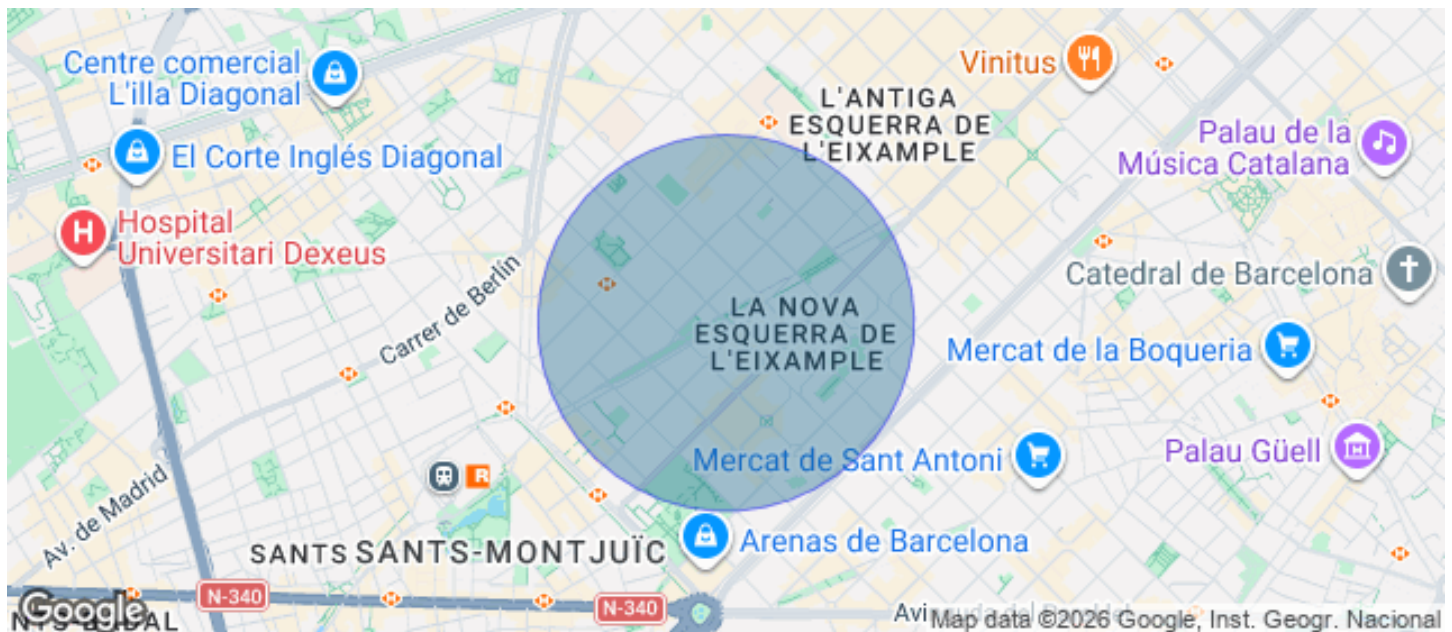 Centre comercial
L'illa Diagonal
Vinitus
L'ANTIGA
ESQUERRA DE
L'EIXAMPLE
Palau de la
Música Catalana
El Corte Inglés Diagonal
H
Hospital
Universitari Dexeus
Carrer de Berlín
Catedral de Barcelona
LA NOVA
ESQUERRA DE
L'EIXAMPLE
Mercat de la Boqueria
Mercat de Sant Antoni
Palau Güell
R
Av. de Madrid
SANTS
SANTS-MONTJUÏC
Arenas de Barcelona
N-340
N-340
Google
Map data ©2026 Google, Inst. Geogr. Nacional